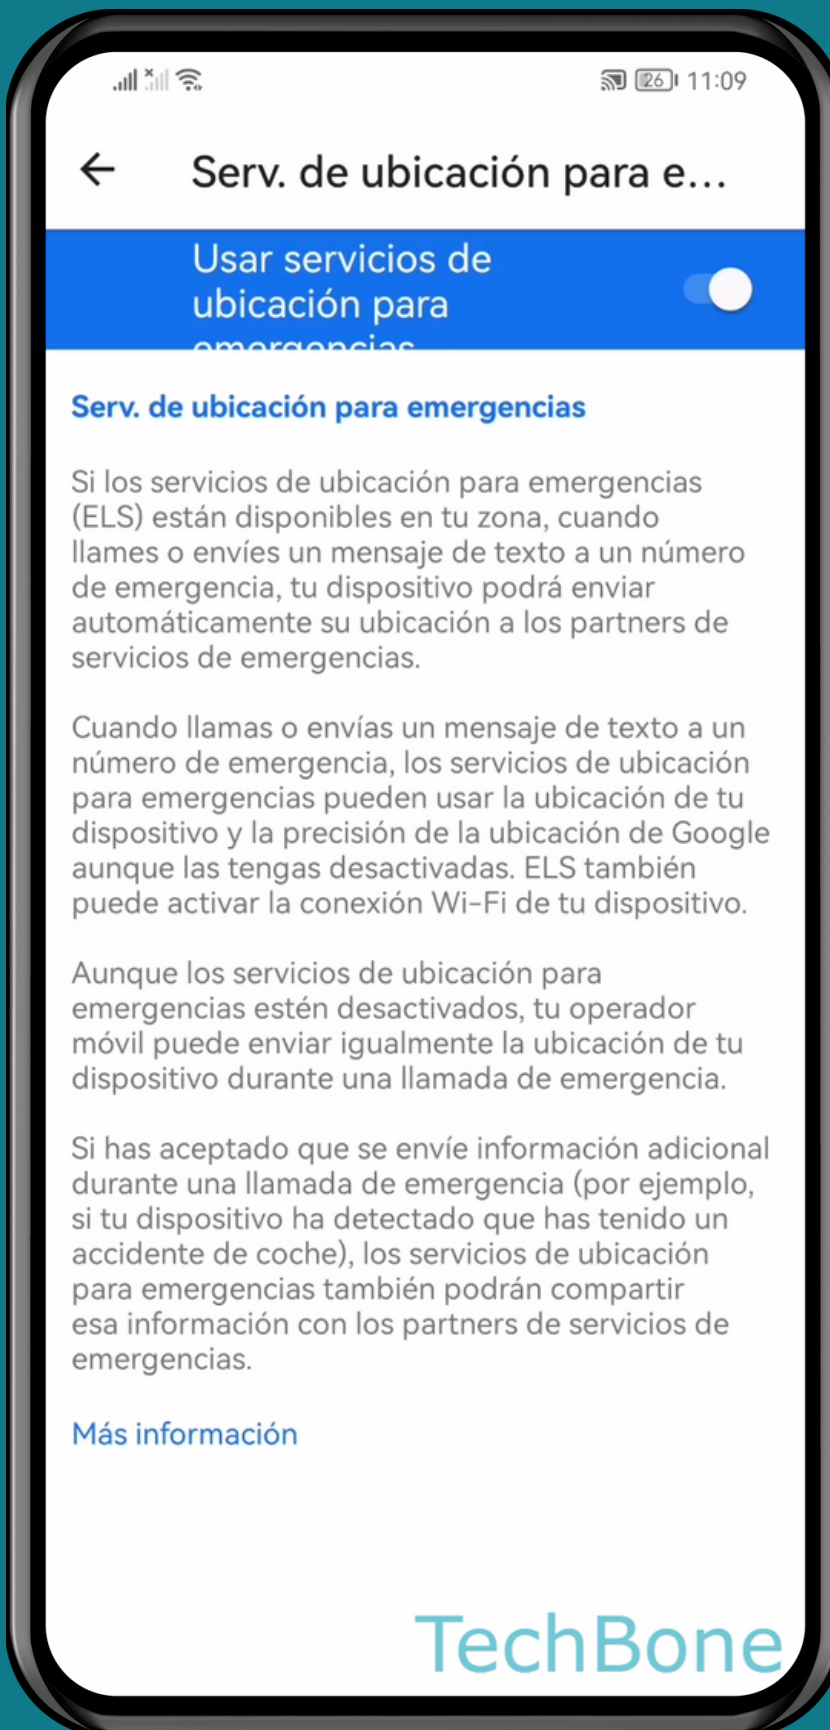 26 11:09
Serv. de ubicación para e...
Usar servicios de
ubicación para
emergencias
Serv. de ubicación para emergencias
Si los servicios de ubicación para emergencias
(ELS) están disponibles en tu zona, cuando
llames o envíes un mensaje de texto a un número
de emergencia, tu dispositivo podrá enviar
automáticamente su ubicación a los partners de
servicios de emergencias.
Cuando llamas o envías un mensaje de texto a un
número de emergencia, los servicios de ubicación
para emergencias pueden usar la ubicación de tu
dispositivo y la precisión de la ubicación de Google
aunque las tengas desactivadas. ELS también
puede activar la conexión Wi-Fi de tu dispositivo.
Aunque los servicios de ubicación para
emergencias estén desactivados, tu operador
móvil puede enviar igualmente la ubicación de tu
dispositivo durante una llamada de emergencia.
Si has aceptado que se envíe información adicional
durante una llamada de emergencia (por ejemplo,
si tu dispositivo ha detectado que has tenido un
accidente de coche), los servicios de ubicación
para emergencias también podrán compartir
esa información con los partners de servicios de
emergencias.
Más información
TechBone